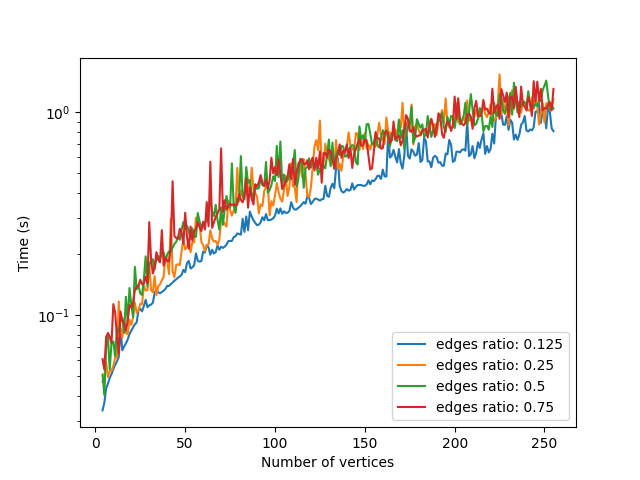 10⁰
10⁻¹
Time (s)
0 50 100 150 200 250
Number of vertices
edges ratio: 0.125
edges ratio: 0.25
edges ratio: 0.5
edges ratio: 0.75